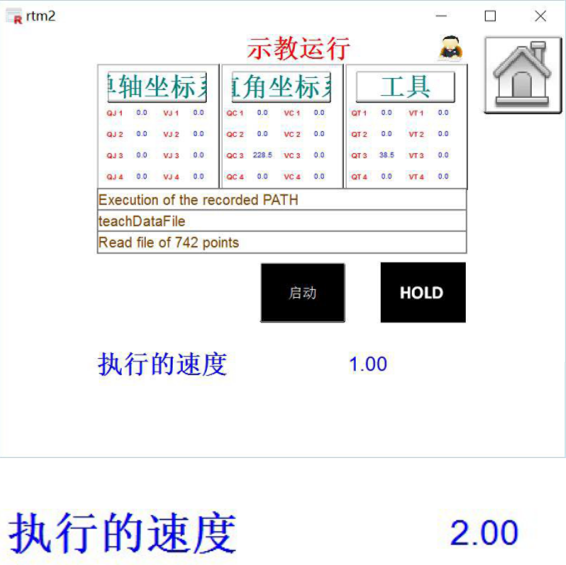 rtm2
示教运行
单轴坐标系 直角坐标系 工具
QJ 1 0.0 VJ 1 0.0 QC 1 0.0 VC 1 0.0 QT 1 0.0 VT 1 0.0
QJ 2 0.0 VJ 2 0.0 QC 2 0.0 VC 2 0.0 QT 2 0.0 VT 2 0.0
QJ 3 0.0 VJ 3 0.0 QC 3 228.5 VC 3 0.0 QT 3 38.5 VT 3 0.0
QJ 4 0.0 VJ 4 0.0 QC 4 0.0 VC 4 0.0 QT 4 0.0 VT 4 0.0
Execution of the recorded PATH
teachDataFile
Read file of 742 points
启动 HOLD
执行的速度 1.00
执行的速度 2.00